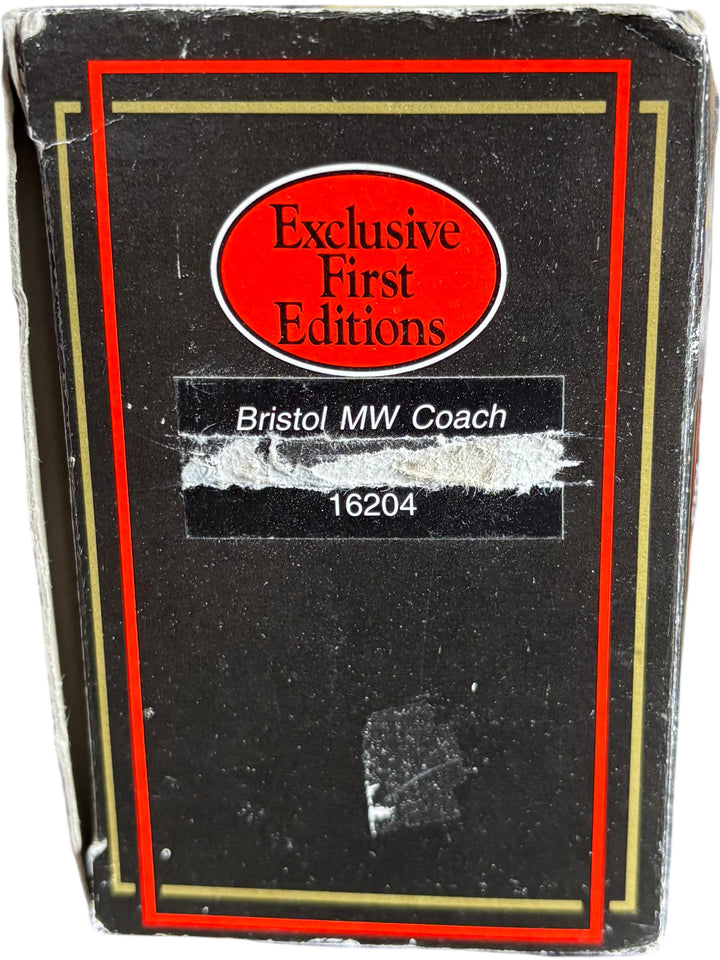 Exclusive
First
Editions
Bristol MW Coach
16204